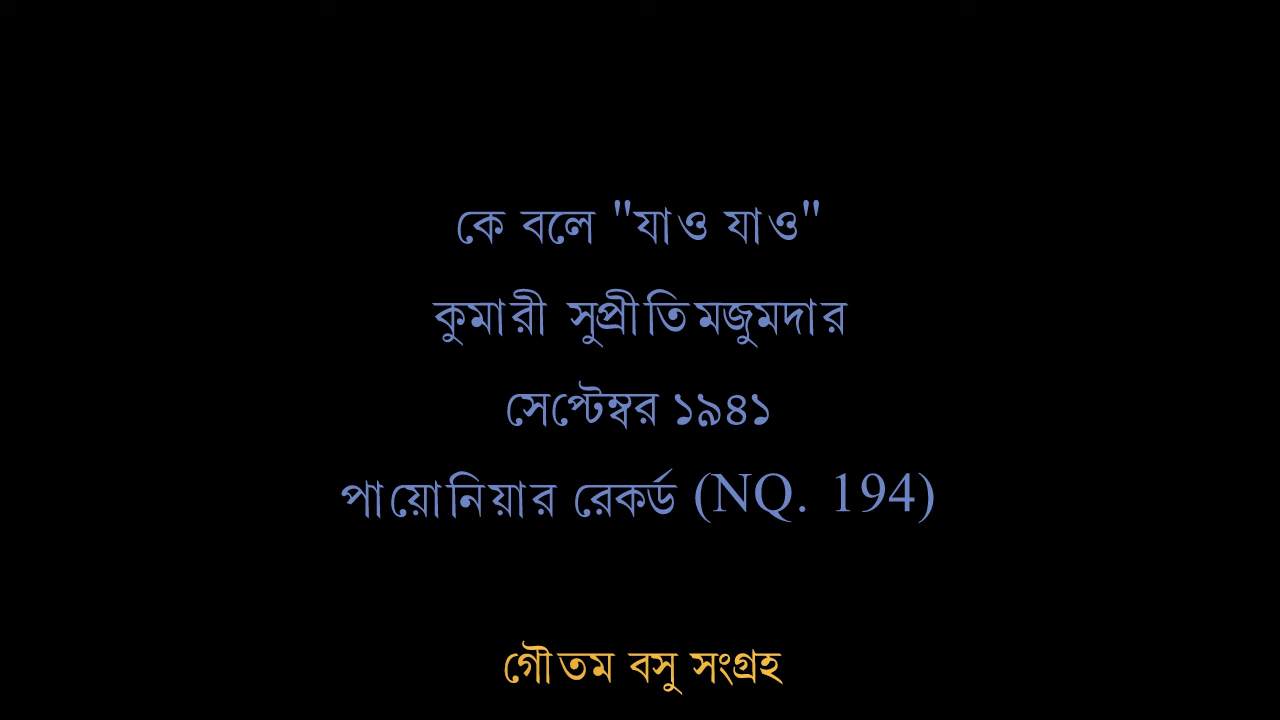 কে বলে "যাও যাও"
কুমারী সুপ্রীতি মজুমদার
সেপ্টেম্বর ১৯৪১
পায়োনিয়ার রেকর্ড (NQ. 194)
গৌতম বসু সংগ্রহ